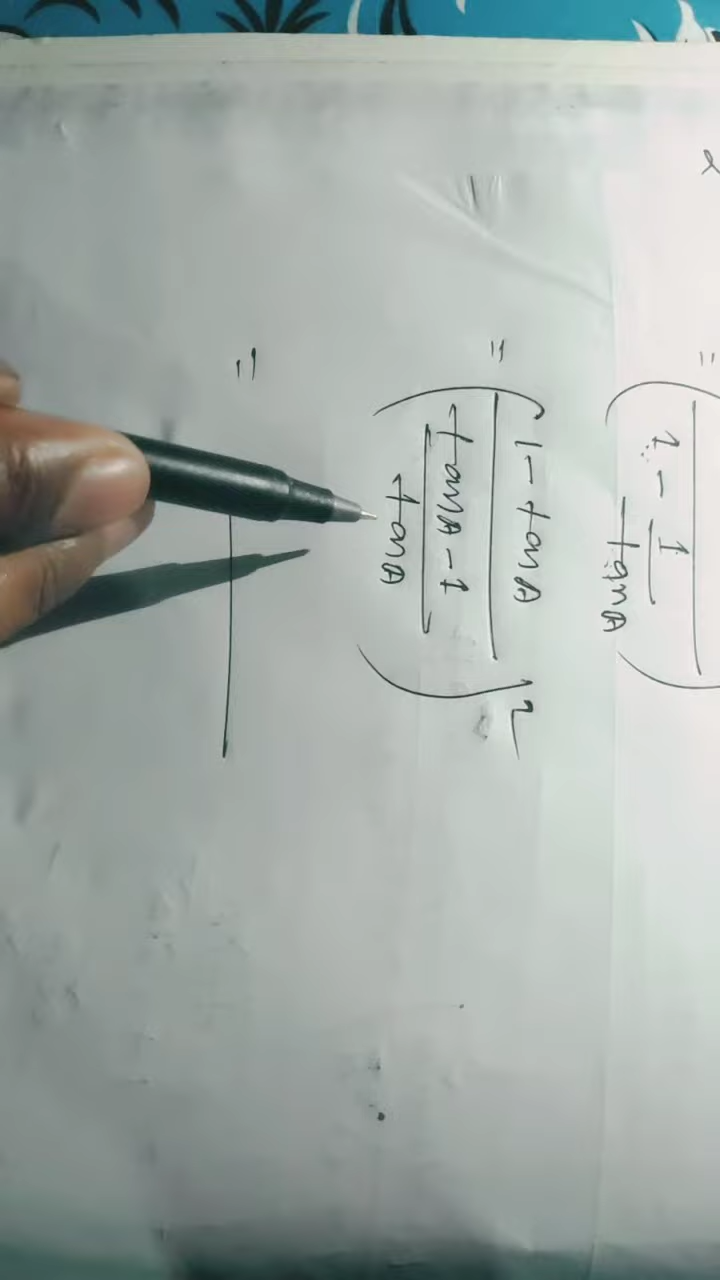 = ( / 1 - 1/tanA )
= ( 1 - tanA / (tanA - 1 / tanA) )²
=